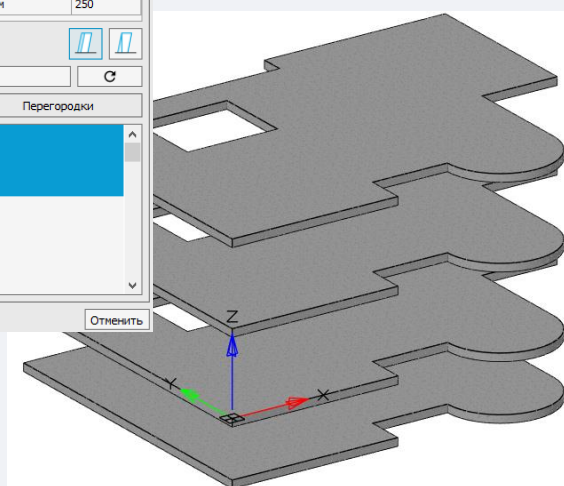 м 250
Перегородки
Отменить
Z
Y
X